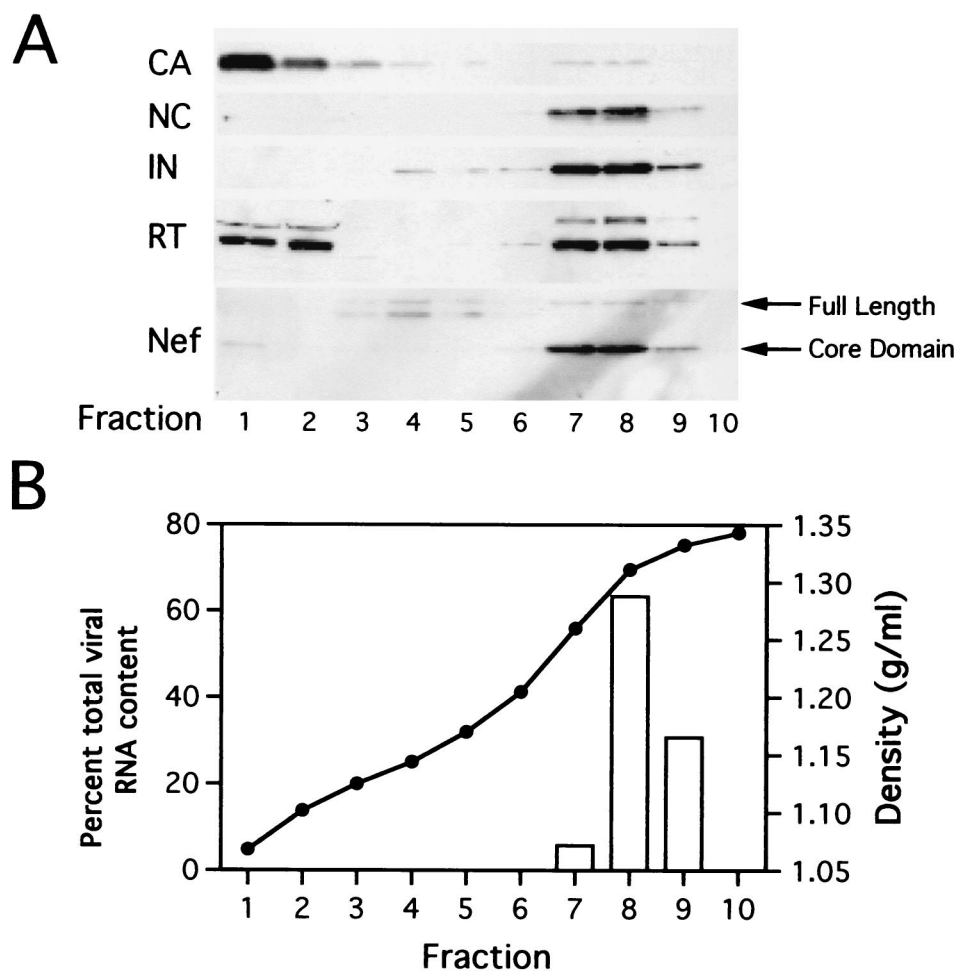 A
CA
NC
IN
RT
Nef
Full Length
Core Domain
Fraction 1 2 3 4 5 6 7 8 9 10
B
80
60
40
20
0
Percent total viral
RNA content
1.35
1.30
1.25
1.20
1.15
1.10
1.05
Density (g/ml)
1 2 3 4 5 6 7 8 9 10
Fraction